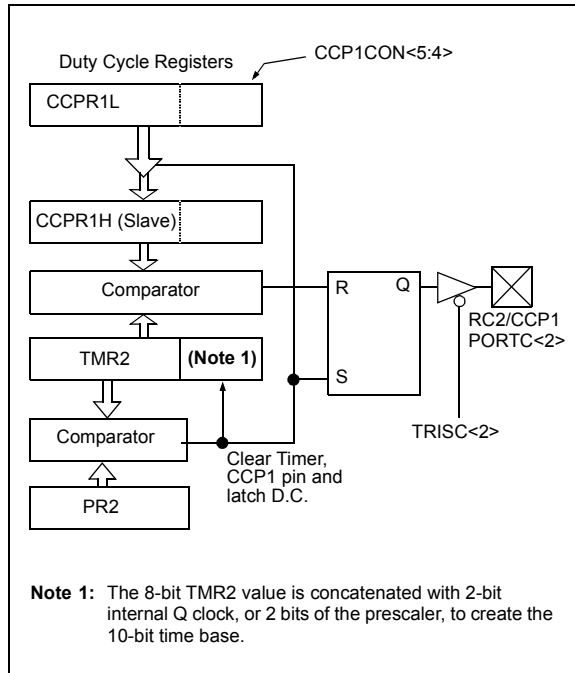 Duty Cycle Registers
CCP1CON<5:4>
CCPR1L
CCPR1H (Slave)
Comparator
R
Q
RC2/CCP1
PORTC<2>
TMR2
(Note 1)
S
TRISC<2>
Comparator
Clear Timer,
CCP1 pin and
latch D.C.
PR2
Note 1: The 8-bit TMR2 value is concatenated with 2-bit
internal Q clock, or 2 bits of the prescaler, to create the
10-bit time base.